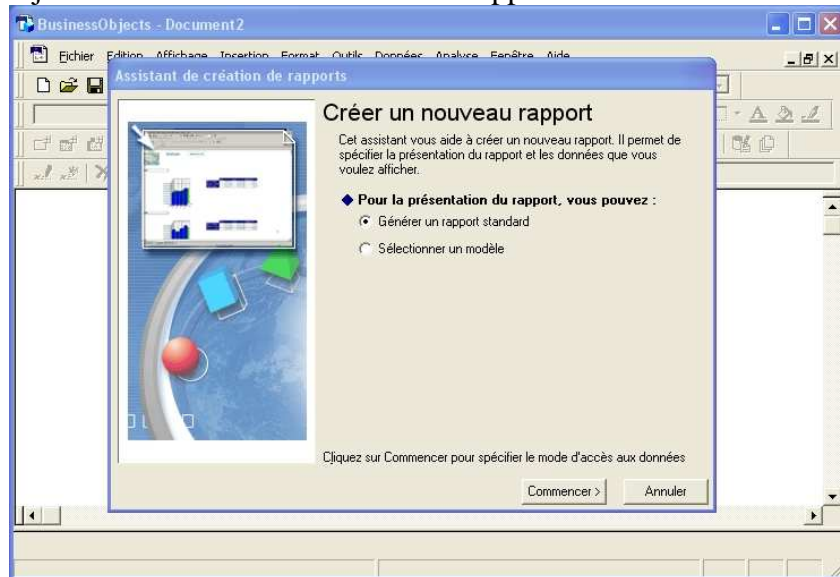 BusinessObjects - Document2
Fichier Edition Affichage Insertion Format Outils Données Analyse Fenêtre Aide
Assistant de création de rapports
Créer un nouveau rapport
Cet assistant vous aide à créer un nouveau rapport. Il permet de
spécifier la présentation du rapport et les données que vous
voulez afficher.
Pour la présentation du rapport, vous pouvez :
Générer un rapport standard
Sélectionner un modèle
Cliquez sur Commencer pour spécifier le mode d'accès aux données
Commencer >
Annuler